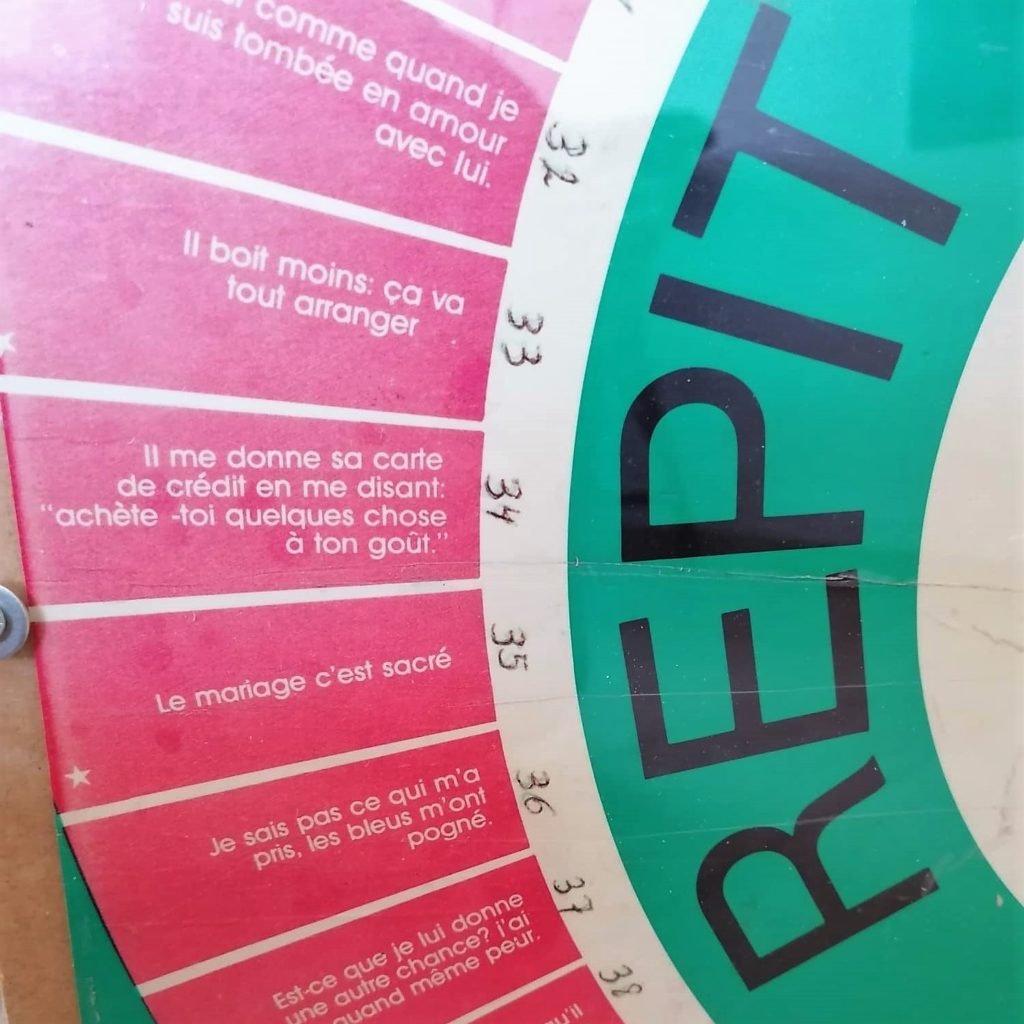 comme quand je
suis tombée en amour
avec lui.
32
Il boit moins: ça va
tout arranger
33
Il me donne sa carte
de crédit en me disant:
"achète -toi quelques chose
à ton goût."
34
Le mariage c'est sacré
35
Je sais pas ce qui m'a
pris, les bleus m'ont
pogné.
36
Est-ce que je lui donne
une autre chance? j'ai
quand même peur.
37
38
REPIT